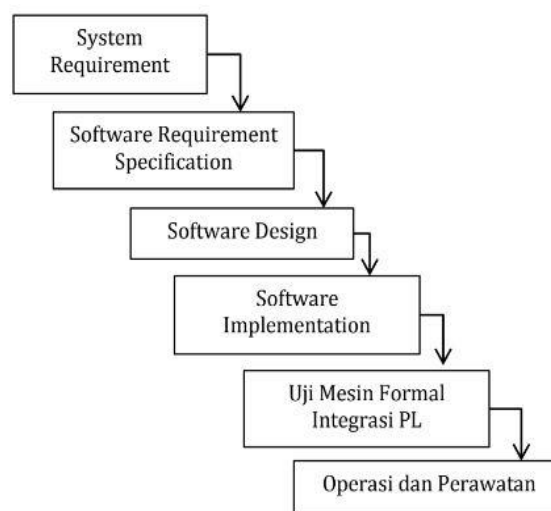 System
Requirement
Software Requirement
Specification
Software Design
Software
Implementation
Uji Mesin Formal
Integrasi PL
Operasi dan Perawatan